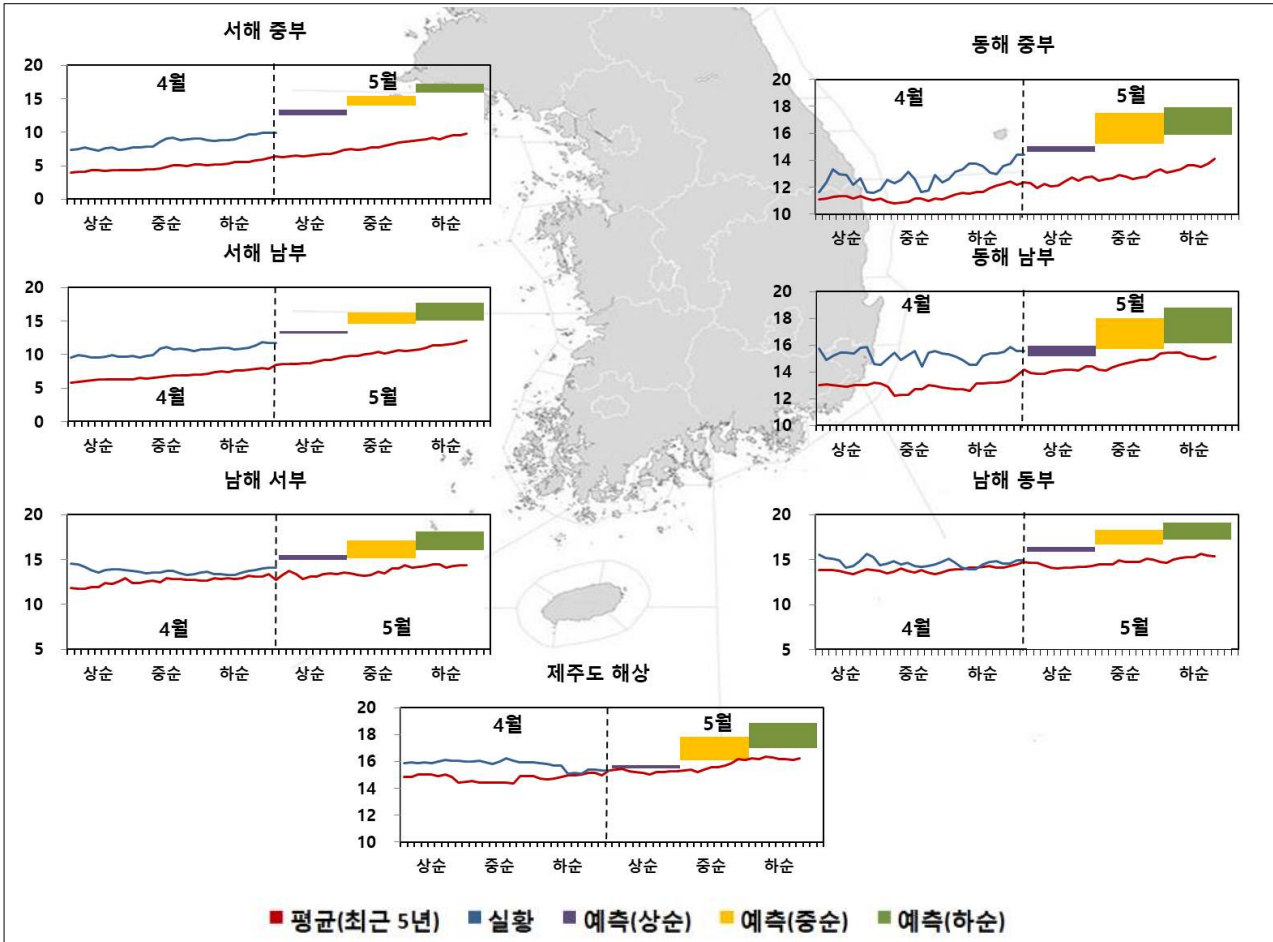 서해 중부
20
15
10
5
0
4월
5월
상순 중순 하순 상순 중순 하순
동해 중부
20
18
16
14
12
10
4월
5월
상순 중순 하순 상순 중순 하순
서해 남부
20
15
10
5
0
4월
5월
상순 중순 하순 상순 중순 하순
동해 남부
20
18
16
14
12
10
4월
5월
상순 중순 하순 상순 중순 하순
남해 서부
20
15
10
5
4월
5월
상순 중순 하순 상순 중순 하순
남해 동부
20
15
10
5
4월
5월
상순 중순 하순 상순 중순 하순
제주도 해상
20
18
16
14
12
10
4월
5월
상순 중순 하순 상순 중순 하순
평균(최근 5년) 실황 예측(상순) 예측(중순) 예측(하순)